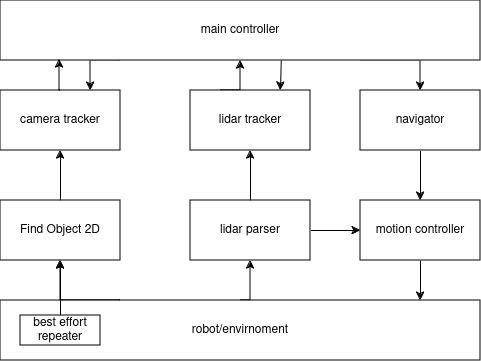 main controller
camera tracker
lidar tracker
navigator
Find Object 2D
lidar parser
motion controller
best effort
repeater
robot/envirnoment